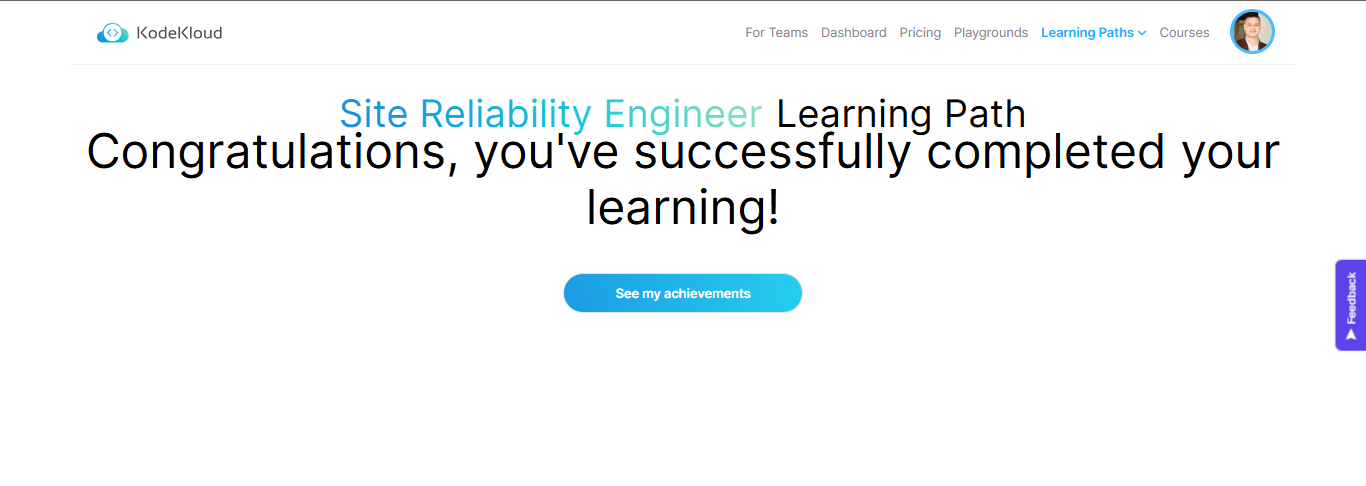 KodeKloud
For Teams Dashboard Pricing Playgrounds Learning Paths Courses
Site Reliability Engineer Learning Path
Congratulations, you've successfully completed your
learning!
See my achievements
Feedback